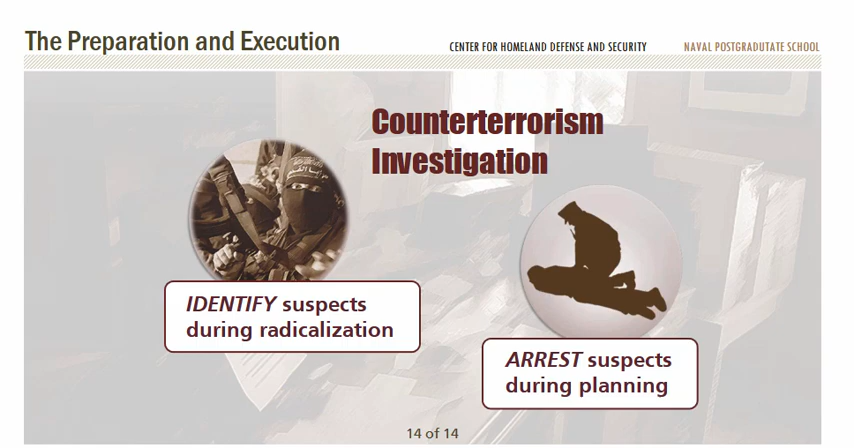 The Preparation and Execution
CENTER FOR HOMELAND DEFENSE AND SECURITY
NAVAL POSTGRADUTATE SCHOOL
Counterterrorism
Investigation
IDENTIFY suspects
during radicalization
ARREST suspects
during planning
14 of 14